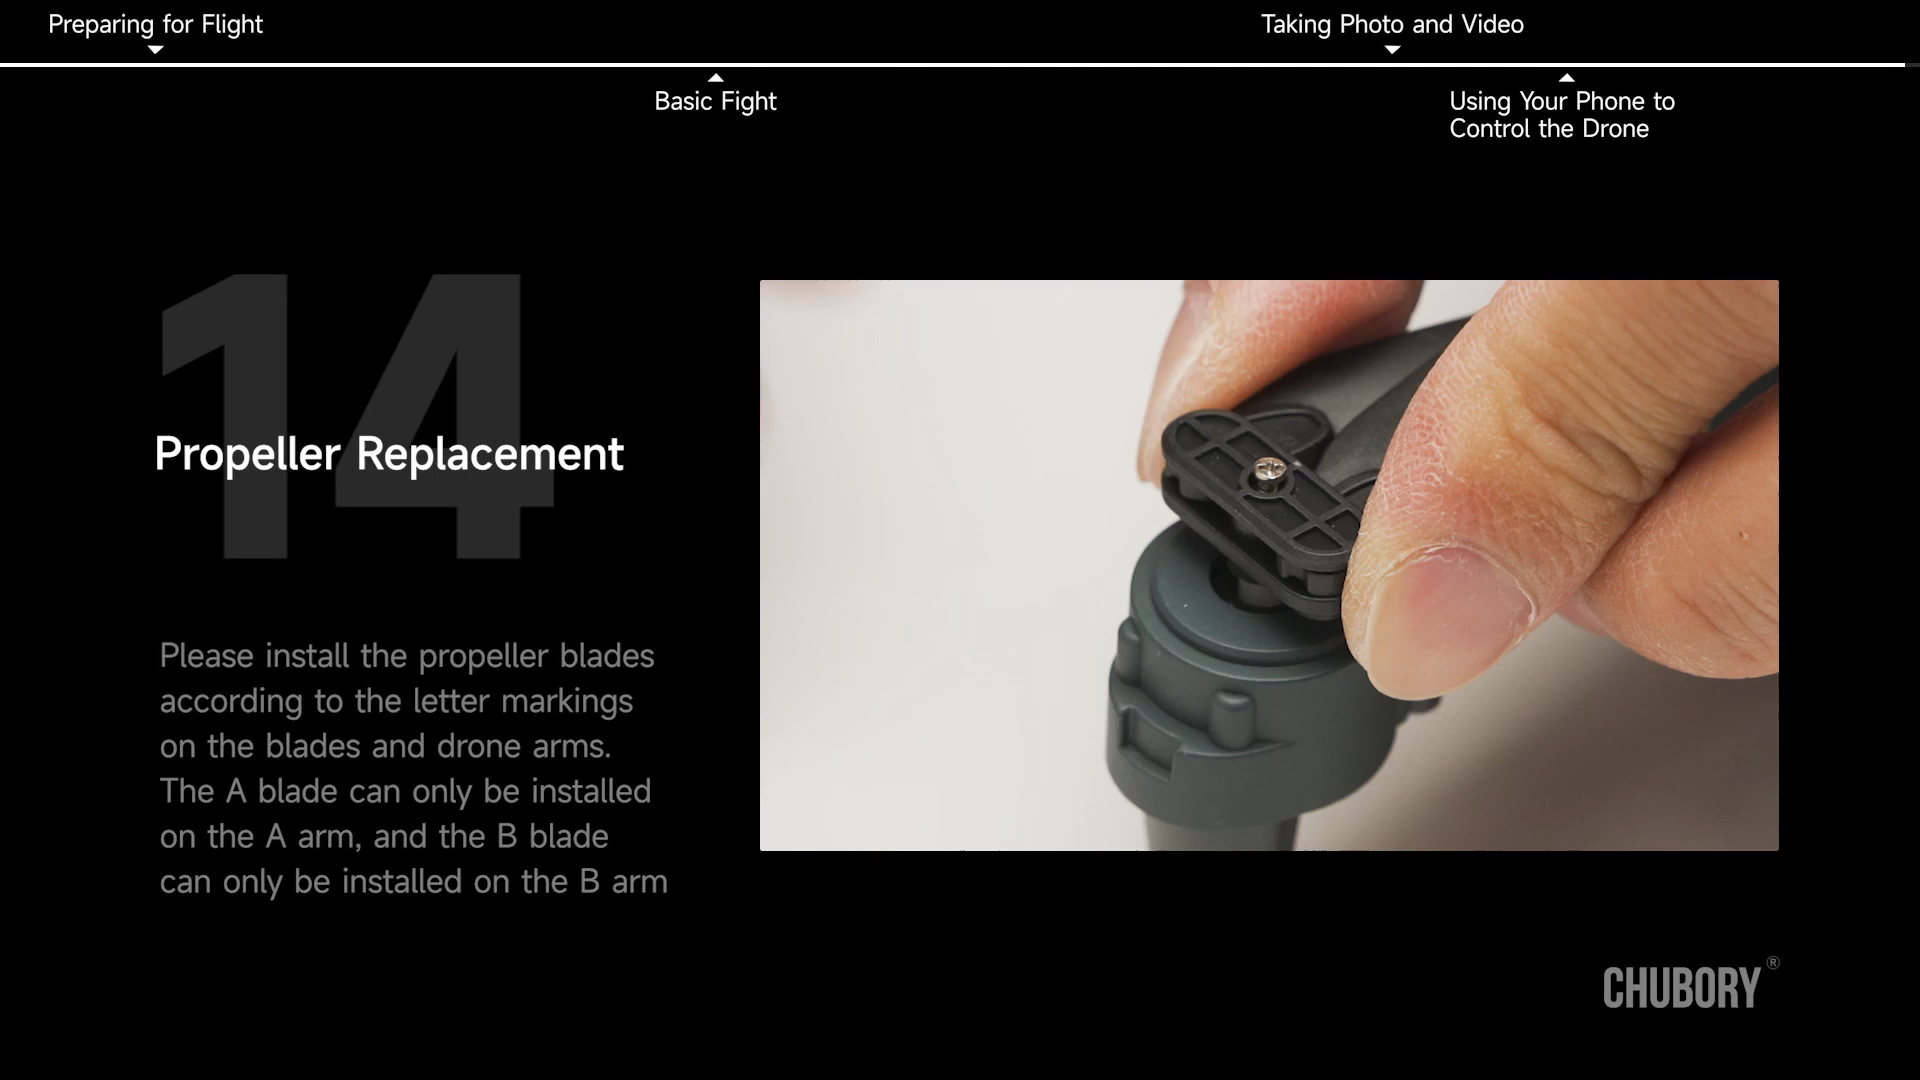 Preparing for Flight
Taking Photo and Video
Basic Fight
Using Your Phone to
Control the Drone
14
Propeller Replacement
Please install the propeller blades
according to the letter markings
on the blades and drone arms.
The A blade can only be installed
on the A arm, and the B blade
can only be installed on the B arm
CHUBORY®